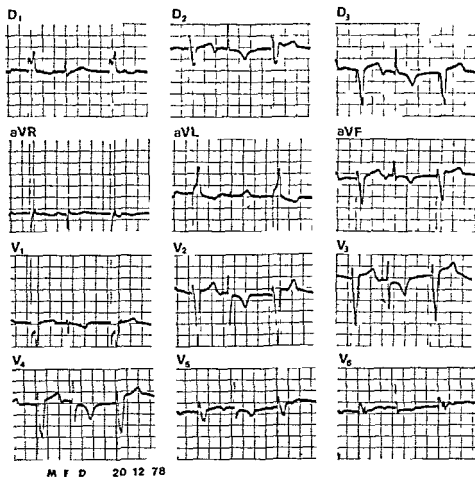 D1 D2 D3
aVR aVL aVF
V1 V2 V3
V4 V5 V6
M F D 20 12 78